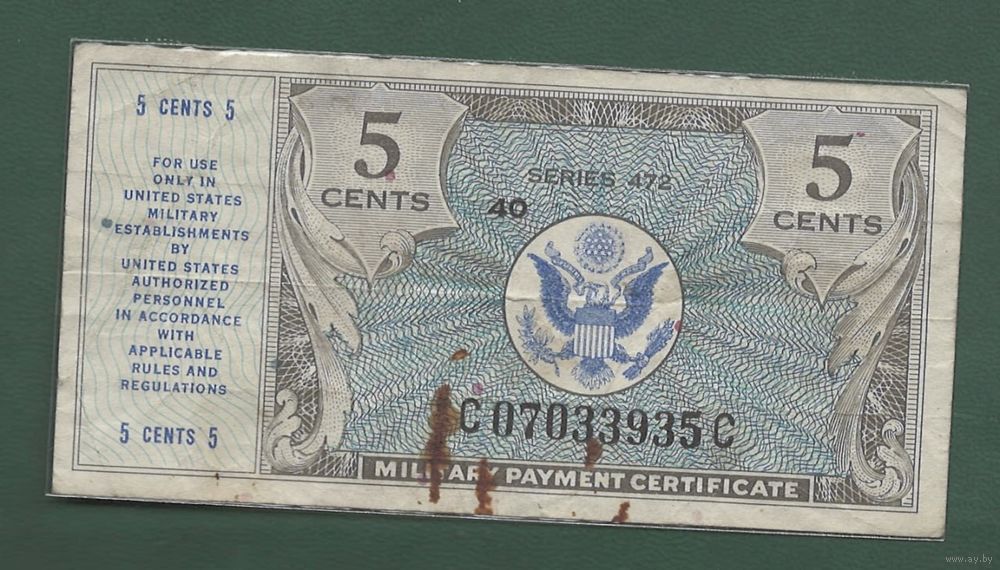 5 CENTS 5
FOR USE
ONLY IN
UNITED STATES
MILITARY
ESTABLISHMENTS
BY
UNITED STATES
AUTHORIZED
PERSONNEL
IN ACCORDANCE
WITH
APPLICABLE
RULES AND
REGULATIONS
5 CENTS 5
5
CENTS
SERIES 472
40
5
CENTS
C07033935C
MILITARY PAYMENT CERTIFICATE
www.ay.by